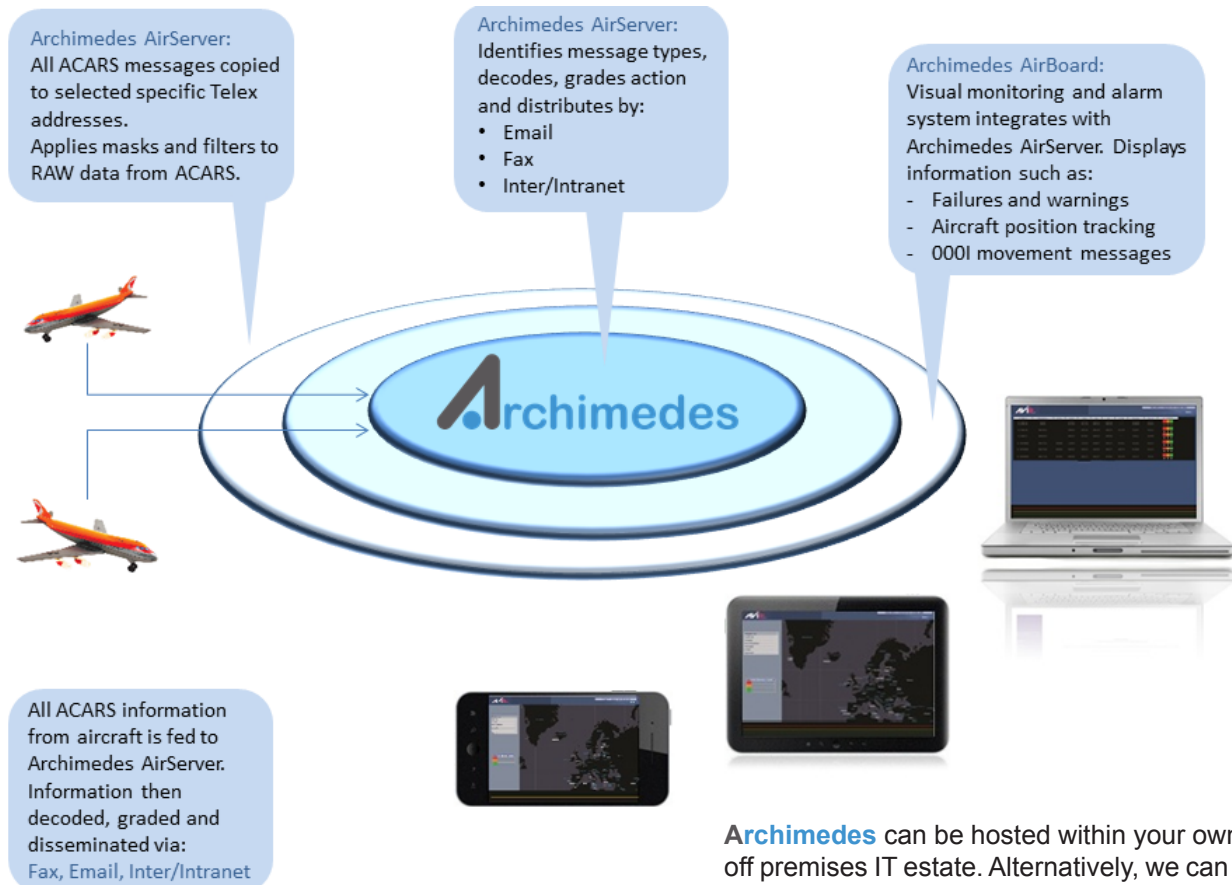 Archimedes AirServer:
All ACARS messages copied
to selected specific Telex
addresses.
Applies masks and filters to
RAW data from ACARS.
Archimedes AirServer:
Identifies message types,
decodes, grades action
and distributes by:
• Email
• Fax
• Inter/Intranet
Archimedes AirBoard:
Visual monitoring and alarm
system integrates with
Archimedes AirServer. Displays
information such as:
- Failures and warnings
- Aircraft position tracking
- 000I movement messages
Archimedes
All ACARS information
from aircraft is fed to
Archimedes AirServer.
Information then
decoded, graded and
disseminated via:
Fax, Email, Inter/Intranet
Archimedes can be hosted within your own
off premises IT estate. Alternatively, we can